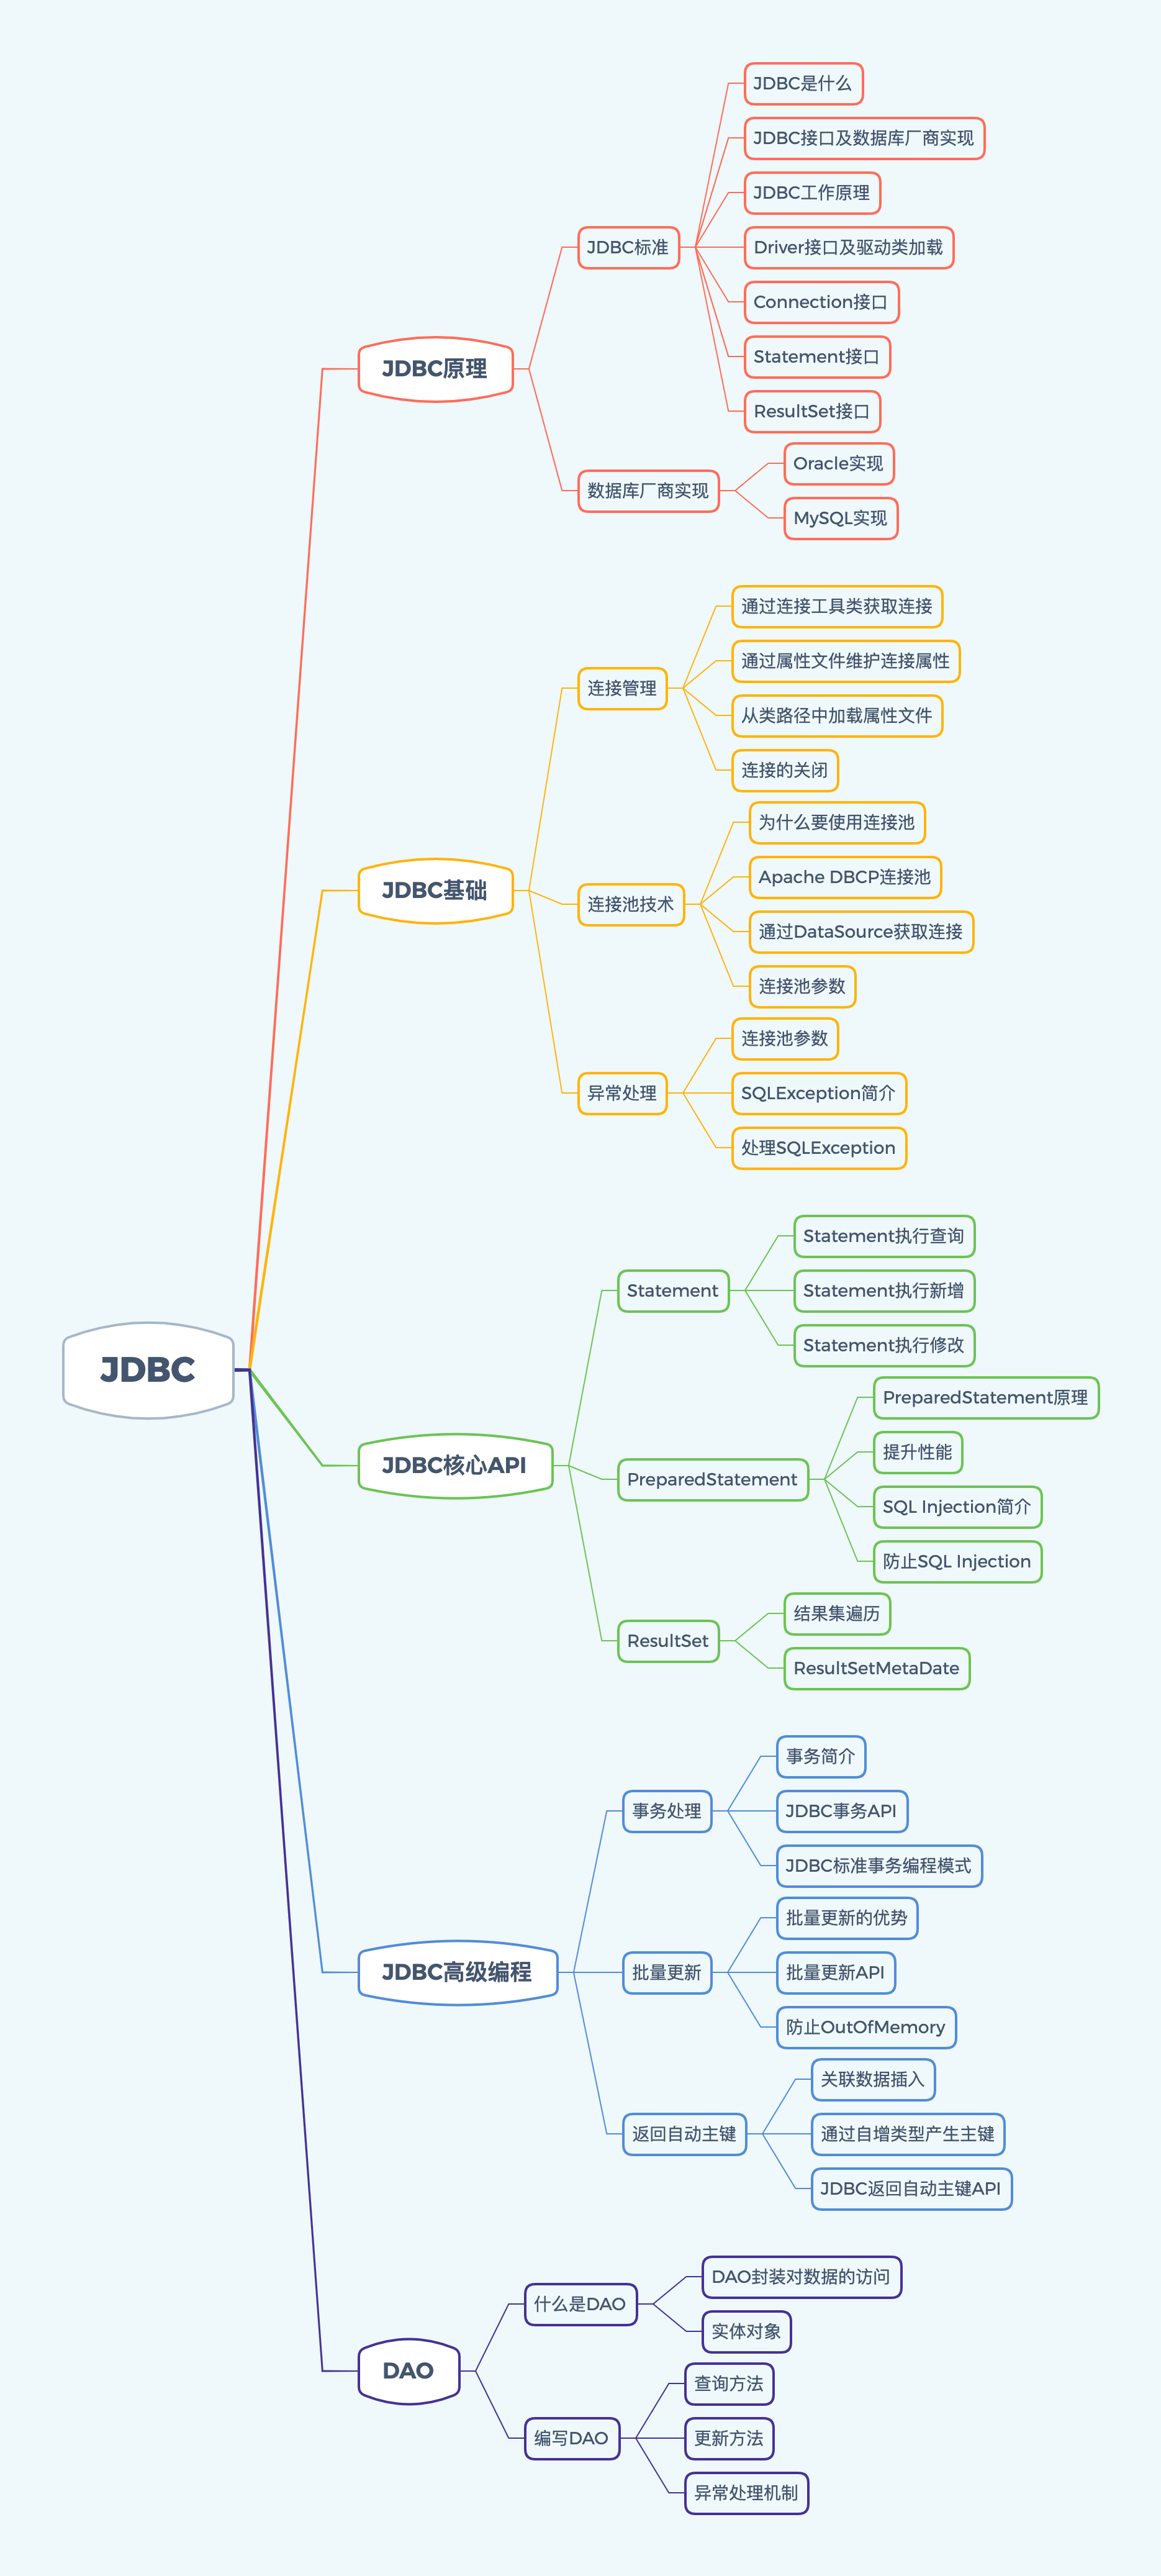 JDBC
JDBC原理
JDBC标准
JDBC是什么
JDBC接口及数据库厂商实现
JDBC工作原理
Driver接口及驱动类加载
Connection接口
Statement接口
ResultSet接口
数据库厂商实现
Oracle实现
MySQL实现
JDBC基础
连接管理
通过连接工具类获取连接
通过属性文件维护连接属性
从类路径中加载属性文件
连接的关闭
连接池技术
为什么要使用连接池
Apache DBCP连接池
通过DataSource获取连接
连接池参数
异常处理
连接池参数
SQLException简介
处理SQLException
JDBC核心API
Statement
Statement执行查询
Statement执行新增
Statement执行修改
PreparedStatement
PreparedStatement原理
提升性能
SQL Injection简介
防止SQL Injection
ResultSet
结果集遍历
ResultSetMetaDate
JDBC高级编程
事务处理
事务简介
JDBC事务API
JDBC标准事务编程模式
批量更新
批量更新的优势
批量更新API
防止OutOfMemory
返回自动主键
关联数据插入
通过自增类型产生主键
JDBC返回自动主键API
DAO
什么是DAO
DAO封装对数据的访问
实体对象
编写DAO
查询方法
更新方法
异常处理机制